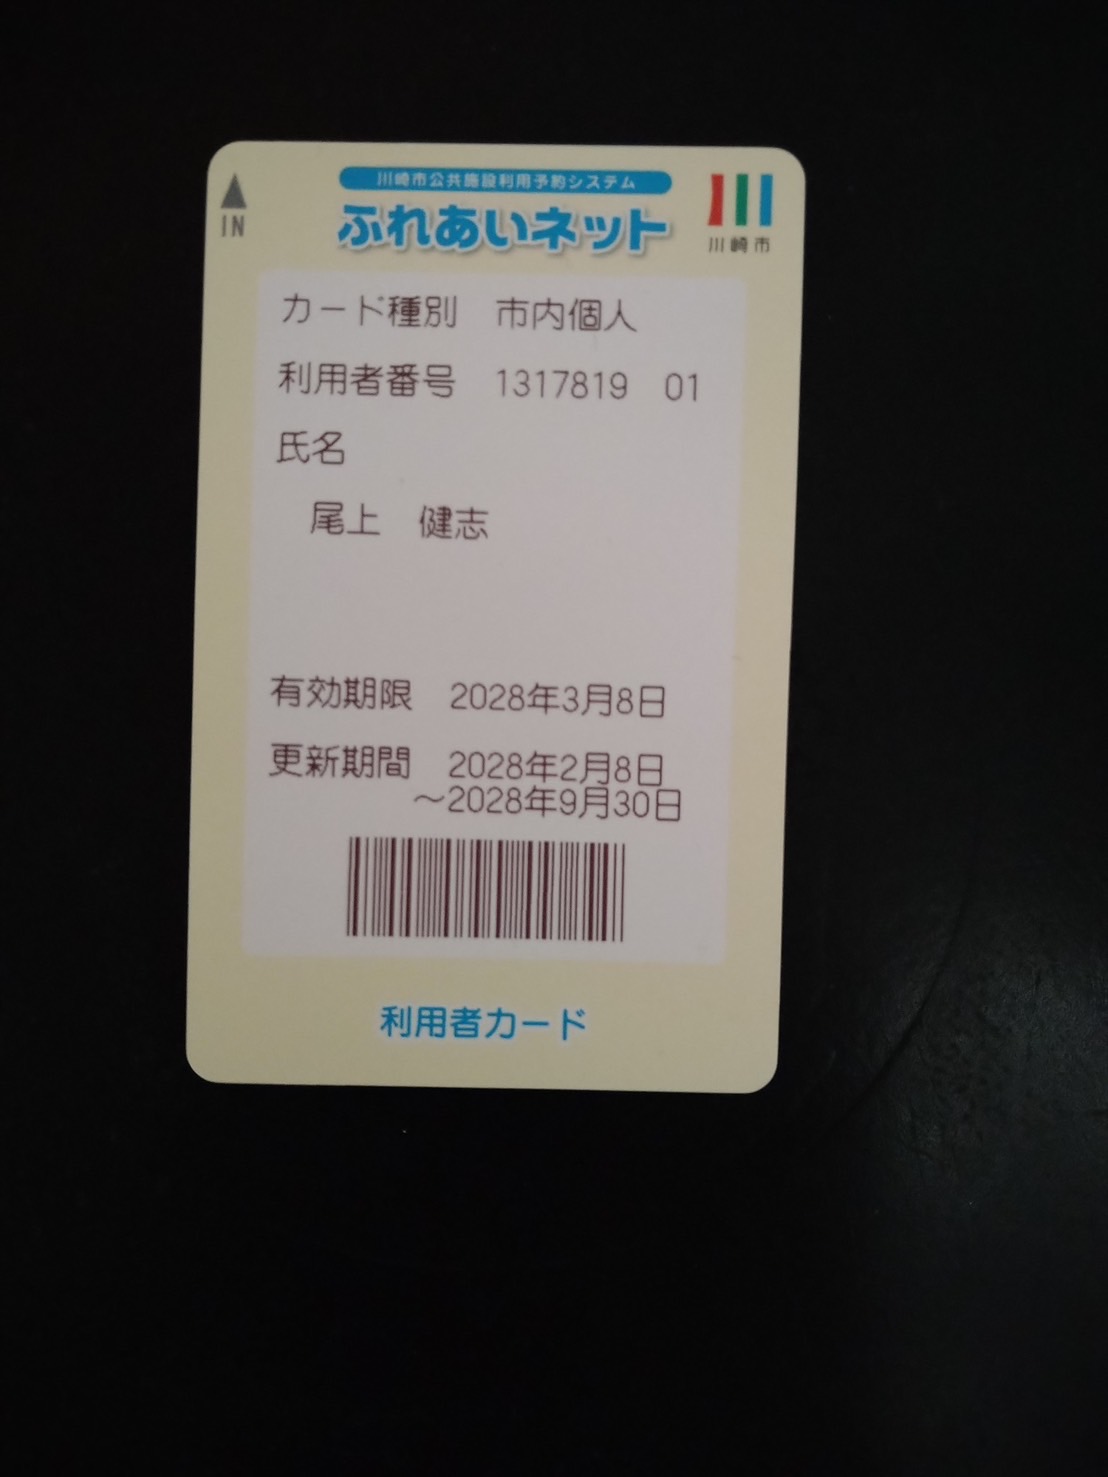 川崎市公共施設利用予約システム
ふれあいネット
IN
川崎市
カード種別 市内個人
利用者番号 1317819 01
氏名
尾上 健志
有効期限 2028年3月8日
更新期間 2028年2月8日
～2028年9月30日
利用者カード